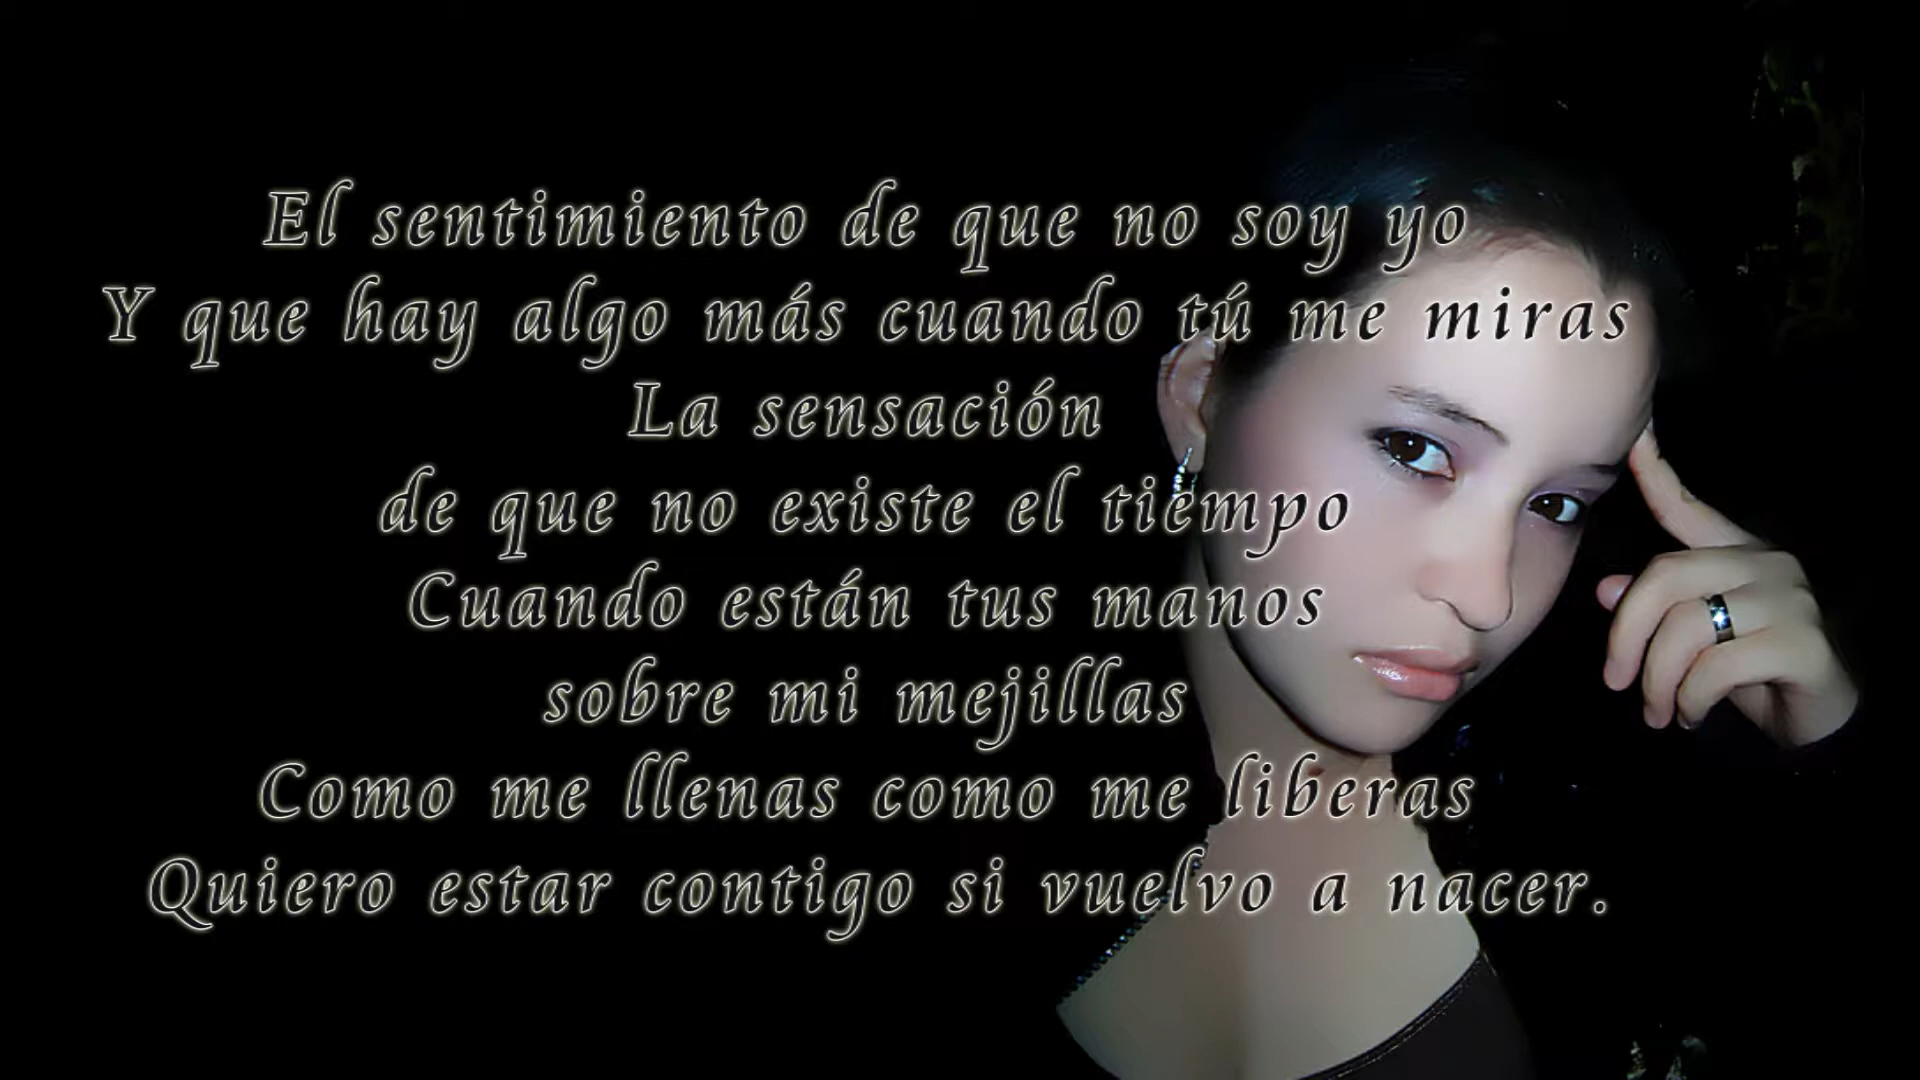 El sentimiento de que no soy yo
Y que hay algo más cuando tú me miras
La sensación
de que no existe el tiempo
Cuando están tus manos
sobre mi mejillas
Como me llenas como me liberas
Quiero estar contigo si vuelvo a nacer.